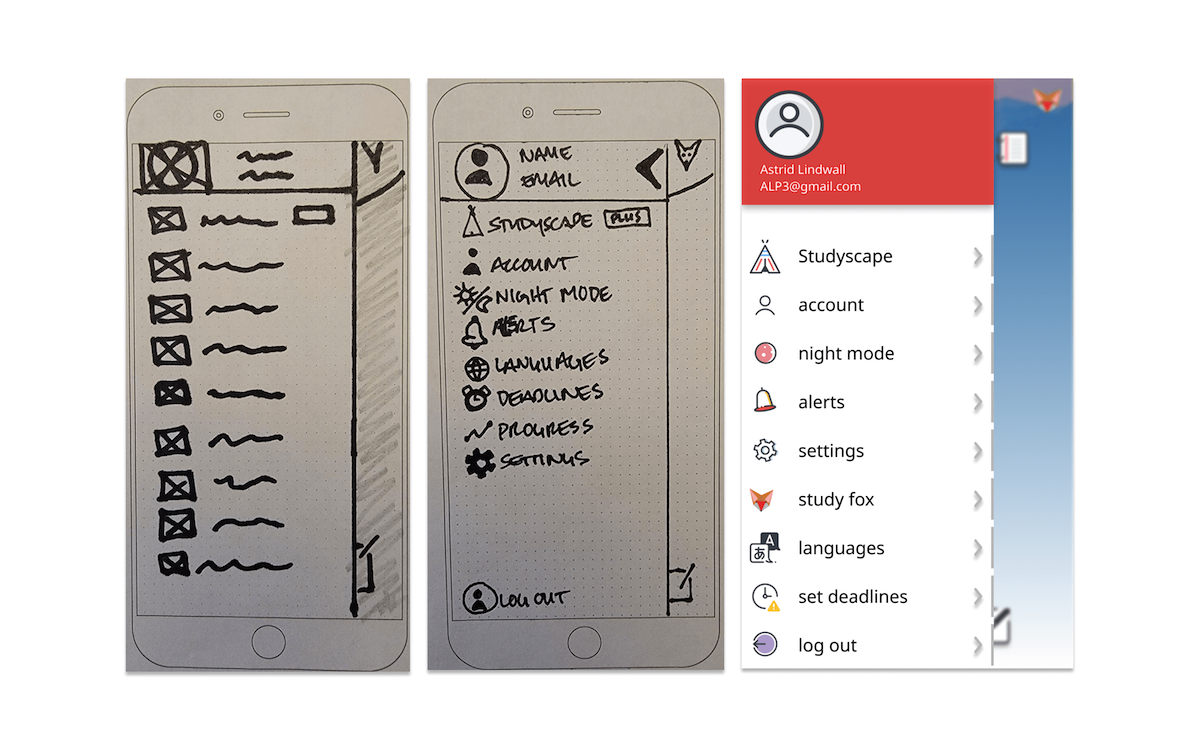 NAME
EMAIL
STUDYSCAPE PLUS
ACCOUNT
NIGHT MODE
ALERTS
LANGUAGES
DEADLINES
PROGRESS
SETTINGS
LOG OUT
Astrid Lindwall
ALP3@gmail.com
Studyscape
account
night mode
alerts
settings
study fox
A
あ
languages
set deadlines
log out